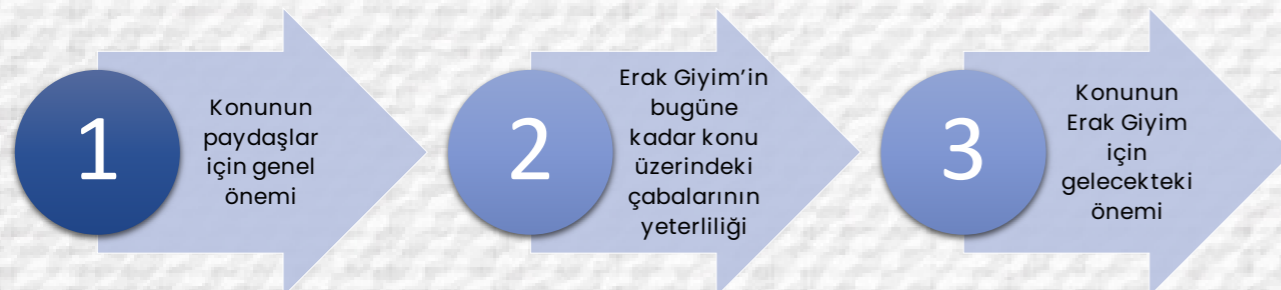 1
Konunun
paydaşlar
için genel
önemi
2
Erak Giyim’in
bugüne
kadar konu
üzerindeki
çabalarının
yeterliliği
3
Konunun
Erak Giyim
için
gelecekteki
önemi